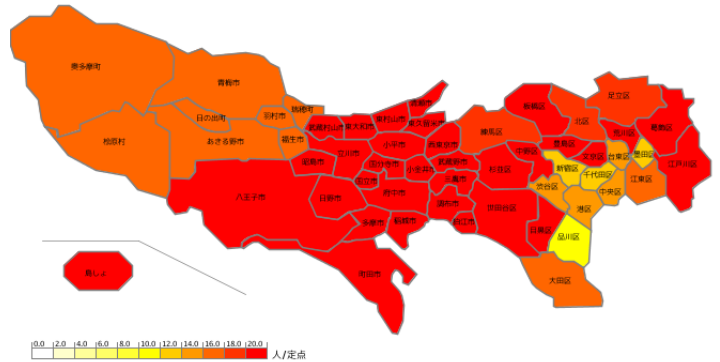 奥多摩町
青梅市
瑞穂町
羽村市
日の出町
檜原村
あきる野市
福生市
武蔵村山市
東大和市
東村山市
清瀬市
東久留米市
昭島市
立川市
小平市
西東京市
国分寺市
小金井市
武蔵野市
国立市
三鷹市
八王子市
日野市
府中市
調布市
多摩市
稲城市
狛江市
町田市
島しょ
板橋区
足立区
北区
葛飾区
練馬区
荒川区
豊島区
文京区
台東区
墨田区
中野区
杉並区
新宿区
千代田区
江戸川区
渋谷区
中央区
江東区
世田谷区
港区
目黒区
品川区
大田区
0.0 2.0 4.0 6.0 8.0 10.0 12.0 14.0 16.0 18.0 20.0 人/定点